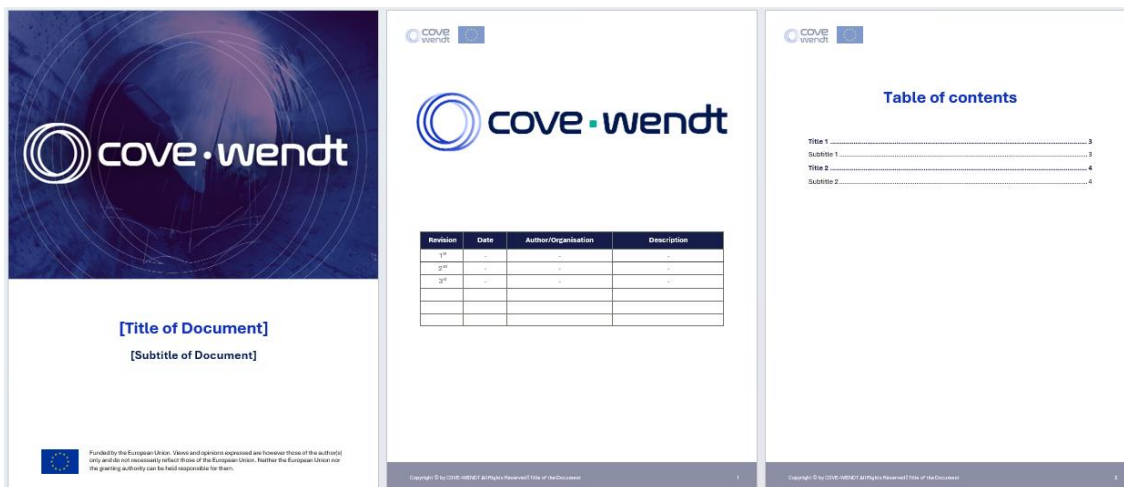 cove·wendt
[Title of Document]
[Subtitle of Document]
Funded by the European Union. Views and opinions expressed are however those of the author(s)
only and do not necessarily reflect those of the European Union. Neither the European Union nor
the granting authority can be held responsible for them.
cove
wendt
cove·wendt
Revision Date Author/Organisation Description
1st - - -
2nd - - -
3rd - - -
Copyright © by COVE-WENDT All Rights Reserved | Title of the Document 1
cove
wendt
Table of contents
Title 1 3
Subtitle 1 3
Title 2 4
Subtitle 2 4
Copyright © by COVE-WENDT All Rights Reserved | Title of the Document 2